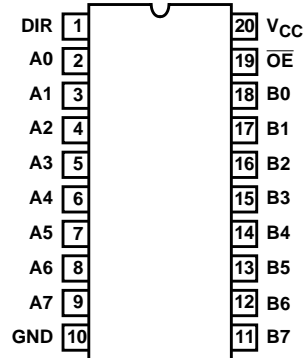 DIR 1 20 VCC
A0 2 19 OE
A1 3 18 B0
A2 4 17 B1
A3 5 16 B2
A4 6 15 B3
A5 7 14 B4
A6 8 13 B5
A7 9 12 B6
GND 10 11 B7